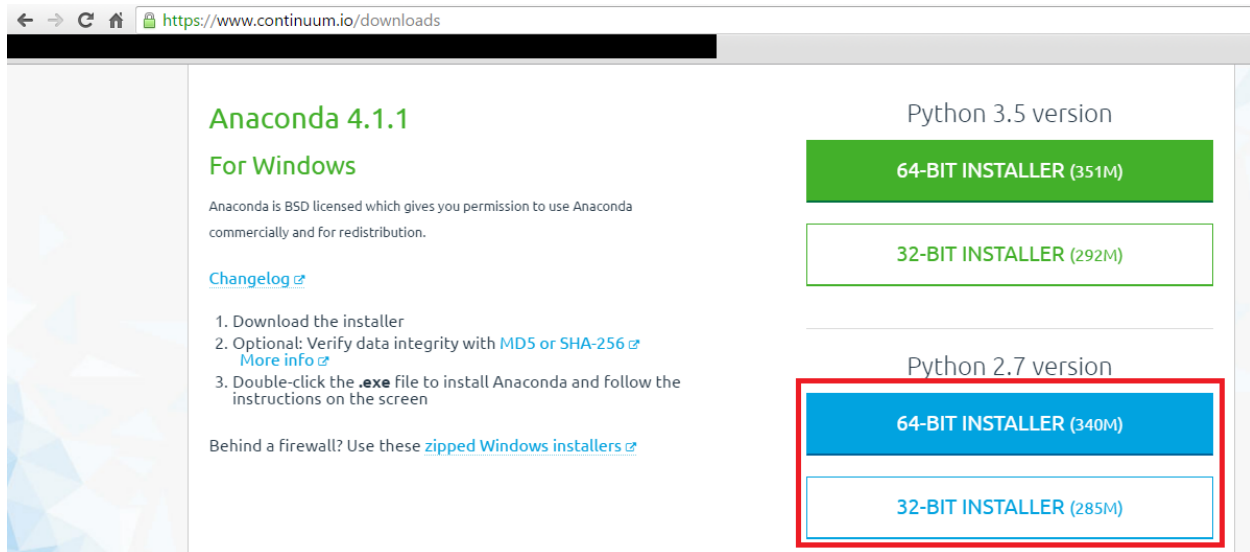 https://www.continuum.io/downloads
Anaconda 4.1.1
For Windows
Anaconda is BSD licensed which gives you permission to use Anaconda
commercially and for redistribution.
Changelog
1. Download the installer
2. Optional: Verify data integrity with MD5 or SHA-256
More info
3. Double-click the .exe file to install Anaconda and follow the
instructions on the screen
Behind a firewall? Use these zipped Windows installers
Python 3.5 version
64-BIT INSTALLER (351M)
32-BIT INSTALLER (292M)
Python 2.7 version
64-BIT INSTALLER (340M)
32-BIT INSTALLER (285M)